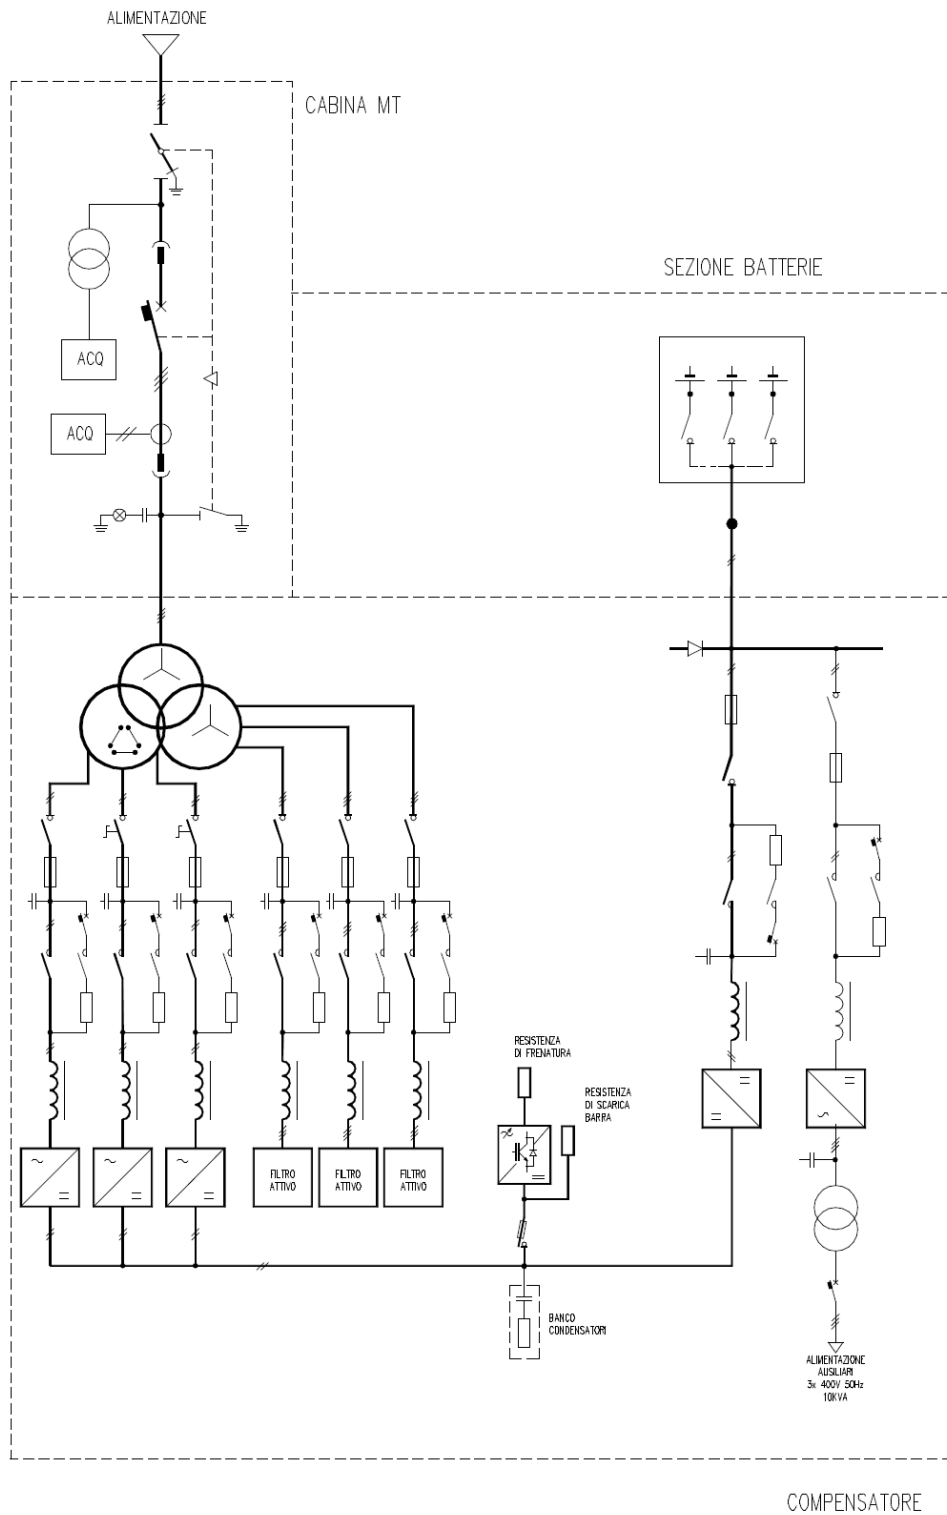 ALIMENTAZIONE
CABINA MT
SEZIONE BATTERIE
ACQ
ACQ
RESISTENZA
DI FRENATURA
RESISTENZA
DI SCARICA
BARRA
FILTRO
ATTIVO
FILTRO
ATTIVO
FILTRO
ATTIVO
BANCO
CONDENSATORI
ALIMENTAZIONE
AUSILIARI
3x 400V 50Hz
10KVA
COMPENSATORE